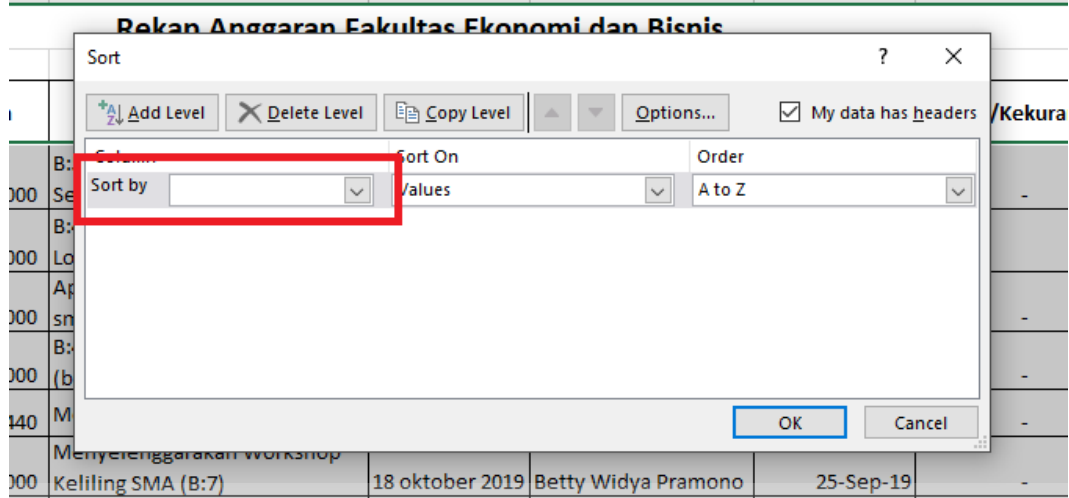 Rekap Anggaran Fakultas Ekonomi dan Bisnis
Sort ? ×
Add Level Delete Level Copy Level Options... My data has headers
/Kekura
Column Sort On Order
Sort by Values A to Z
B:
000 Se -
B:
000 Lo
Ap
000 sm -
B:
000 (b -
440 M -
OK Cancel
Menyelenggarakan Workshop
000 Keliling SMA (B:7) 18 oktober 2019 Betty Widya Pramono 25-Sep-19 -